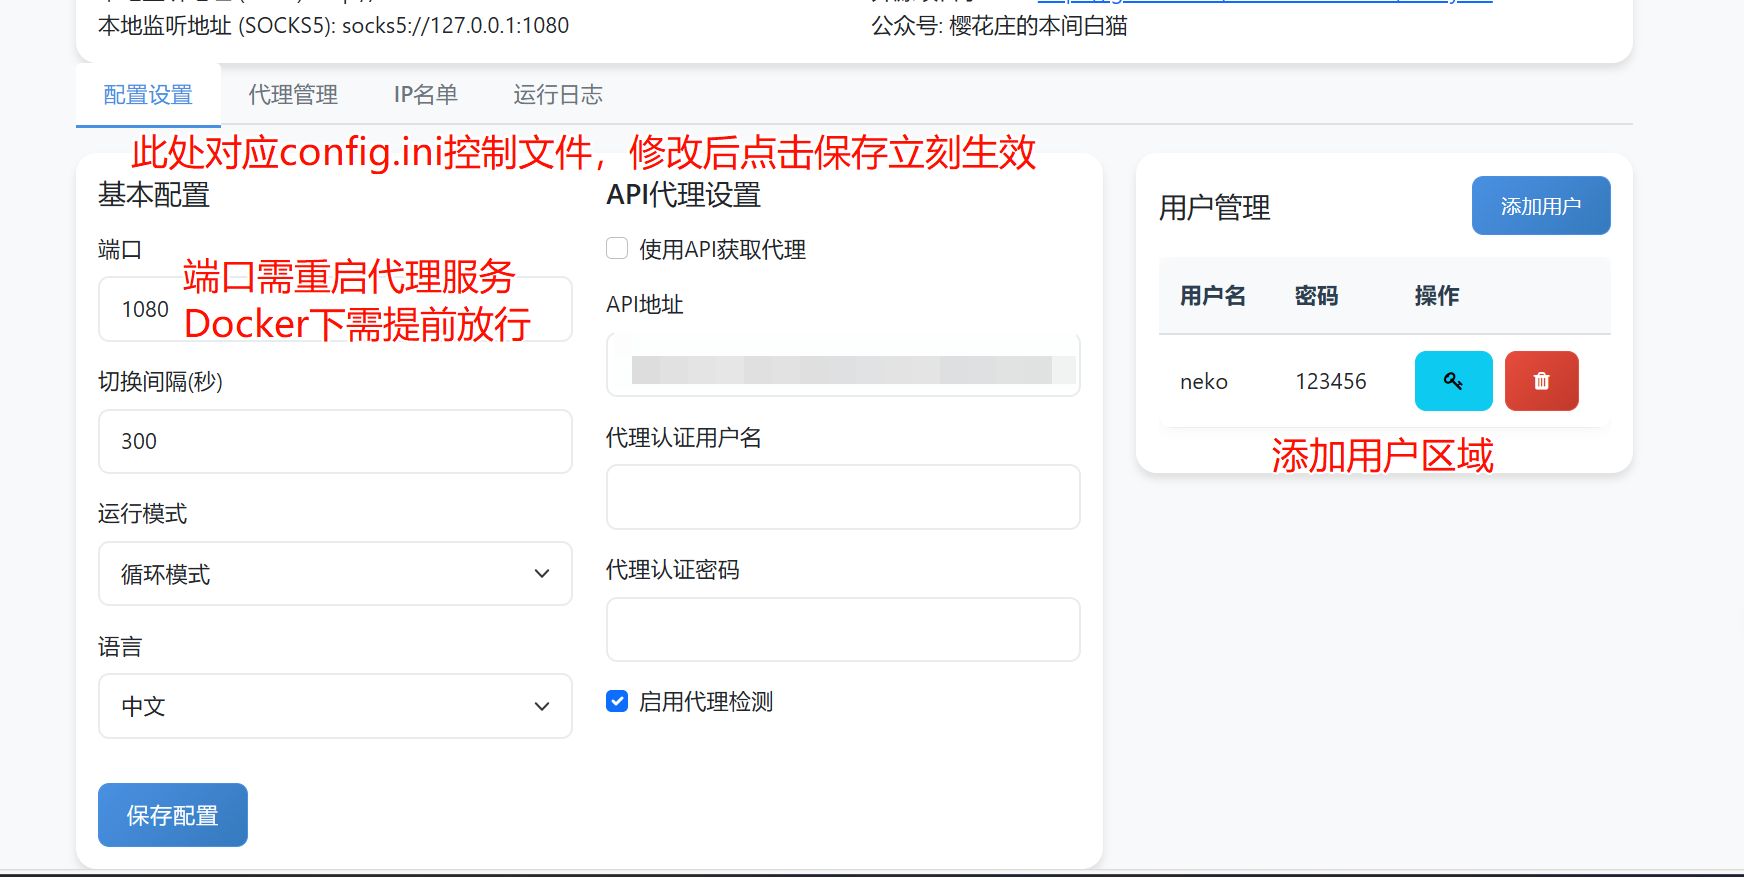 本地监听地址 (SOCKS5): socks5://127.0.0.1:1080
公众号: 樱花庄的本间白猫
配置设置
代理管理
IP名单
运行日志
此处对应config.ini控制文件，修改后点击保存立刻生效
基本配置
端口
1080
端口需重启代理服务
Docker下需提前放行
切换间隔(秒)
300
运行模式
循环模式
语言
中文
保存配置
API代理设置
使用API获取代理
API地址
代理认证用户名
代理认证密码
启用代理检测
用户管理
添加用户
用户名 密码 操作
neko 123456
添加用户区域